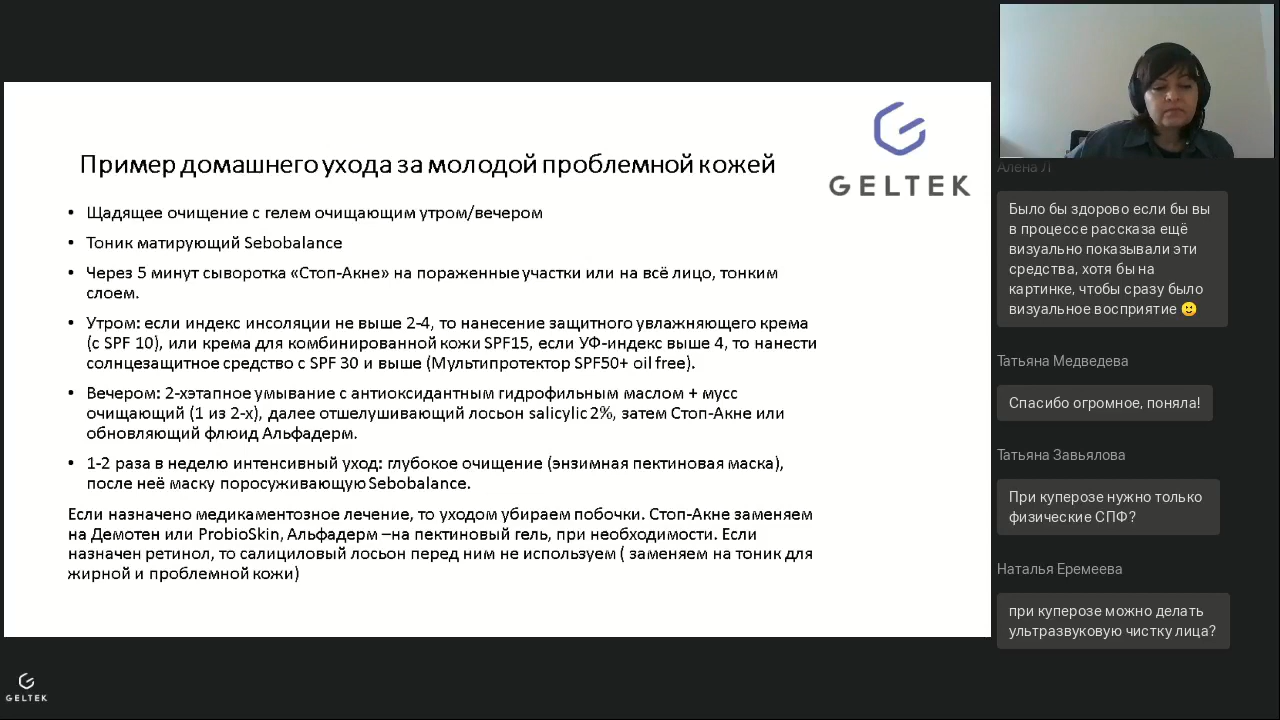 Пример домашнего ухода за молодой проблемной кожей
GELTEK
• Щадящее очищение с гелем очищающим утром/вечером
• Тоник матирующий Sebobalance
• Через 5 минут сыворотка «Стоп-Акне» на пораженные участки или на всё лицо, тонким
слоем.
• Утром: если индекс инсоляции не выше 2-4, то нанесение защитного увлажняющего крема
(с SPF 10), или крема для комбинированной кожи SPF15, если УФ-индекс выше 4, то нанести
солнцезащитное средство с SPF 30 и выше (Мультипротектор SPF50+ oil free).
• Вечером: 2-хэтапное умывание с антиоксидантным гидрофильным маслом + мусс
очищающий (1 из 2-х), далее отшелушивающий лосьон salicylic 2%, затем Стоп-Акне или
обновляющий флюид Альфадерм.
• 1-2 раза в неделю интенсивный уход: глубокое очищение (энзимная пектиновая маска),
после неё маску поросуживающую Sebobalance.
Если назначено медикаментозное лечение, то уходом убираем побочки. Стоп-Акне заменяем
на Демотен или ProbioSkin, Альфадерм –на пектиновый гель, при необходимости. Если
назначен ретинол, то салициловый лосьон перед ним не используем ( заменяем на тоник для
жирной и проблемной кожи)
GELTEK
Алёна Л
Было бы здорово если бы вы
в процессе рассказа ещё
визуально показывали эти
средства, хотя бы на
картинке, чтобы сразу было
визуальное восприятие 🙂
Татьяна Медведева
Спасибо огромное, поняла!
Татьяна Завьялова
При куперозе нужно только
физические СПФ?
Наталья Еремеева
при куперозе можно делать
ультразвуковую чистку лица?